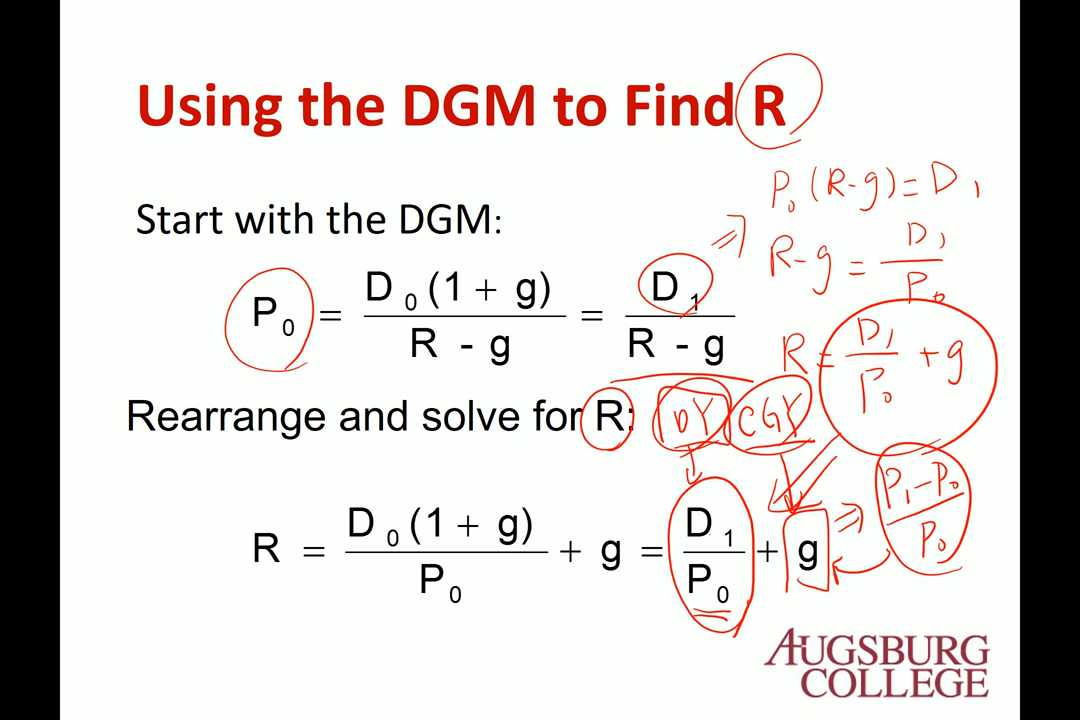 Using the DGM to Find R
P₀ (R-g) = D₁
Start with the DGM:
⇒ R-g = D₁ / P₀
P₀ = D₀ (1 + g) / R - g = D₁ / R - g
R = D₁ / P₀ + g
Rearrange and solve for R:
DY CGY
R = D₀ (1 + g) / P₀ + g = D₁ / P₀ + g
⇒ P₁-P₀ / P₀
AUGSBURG
COLLEGE